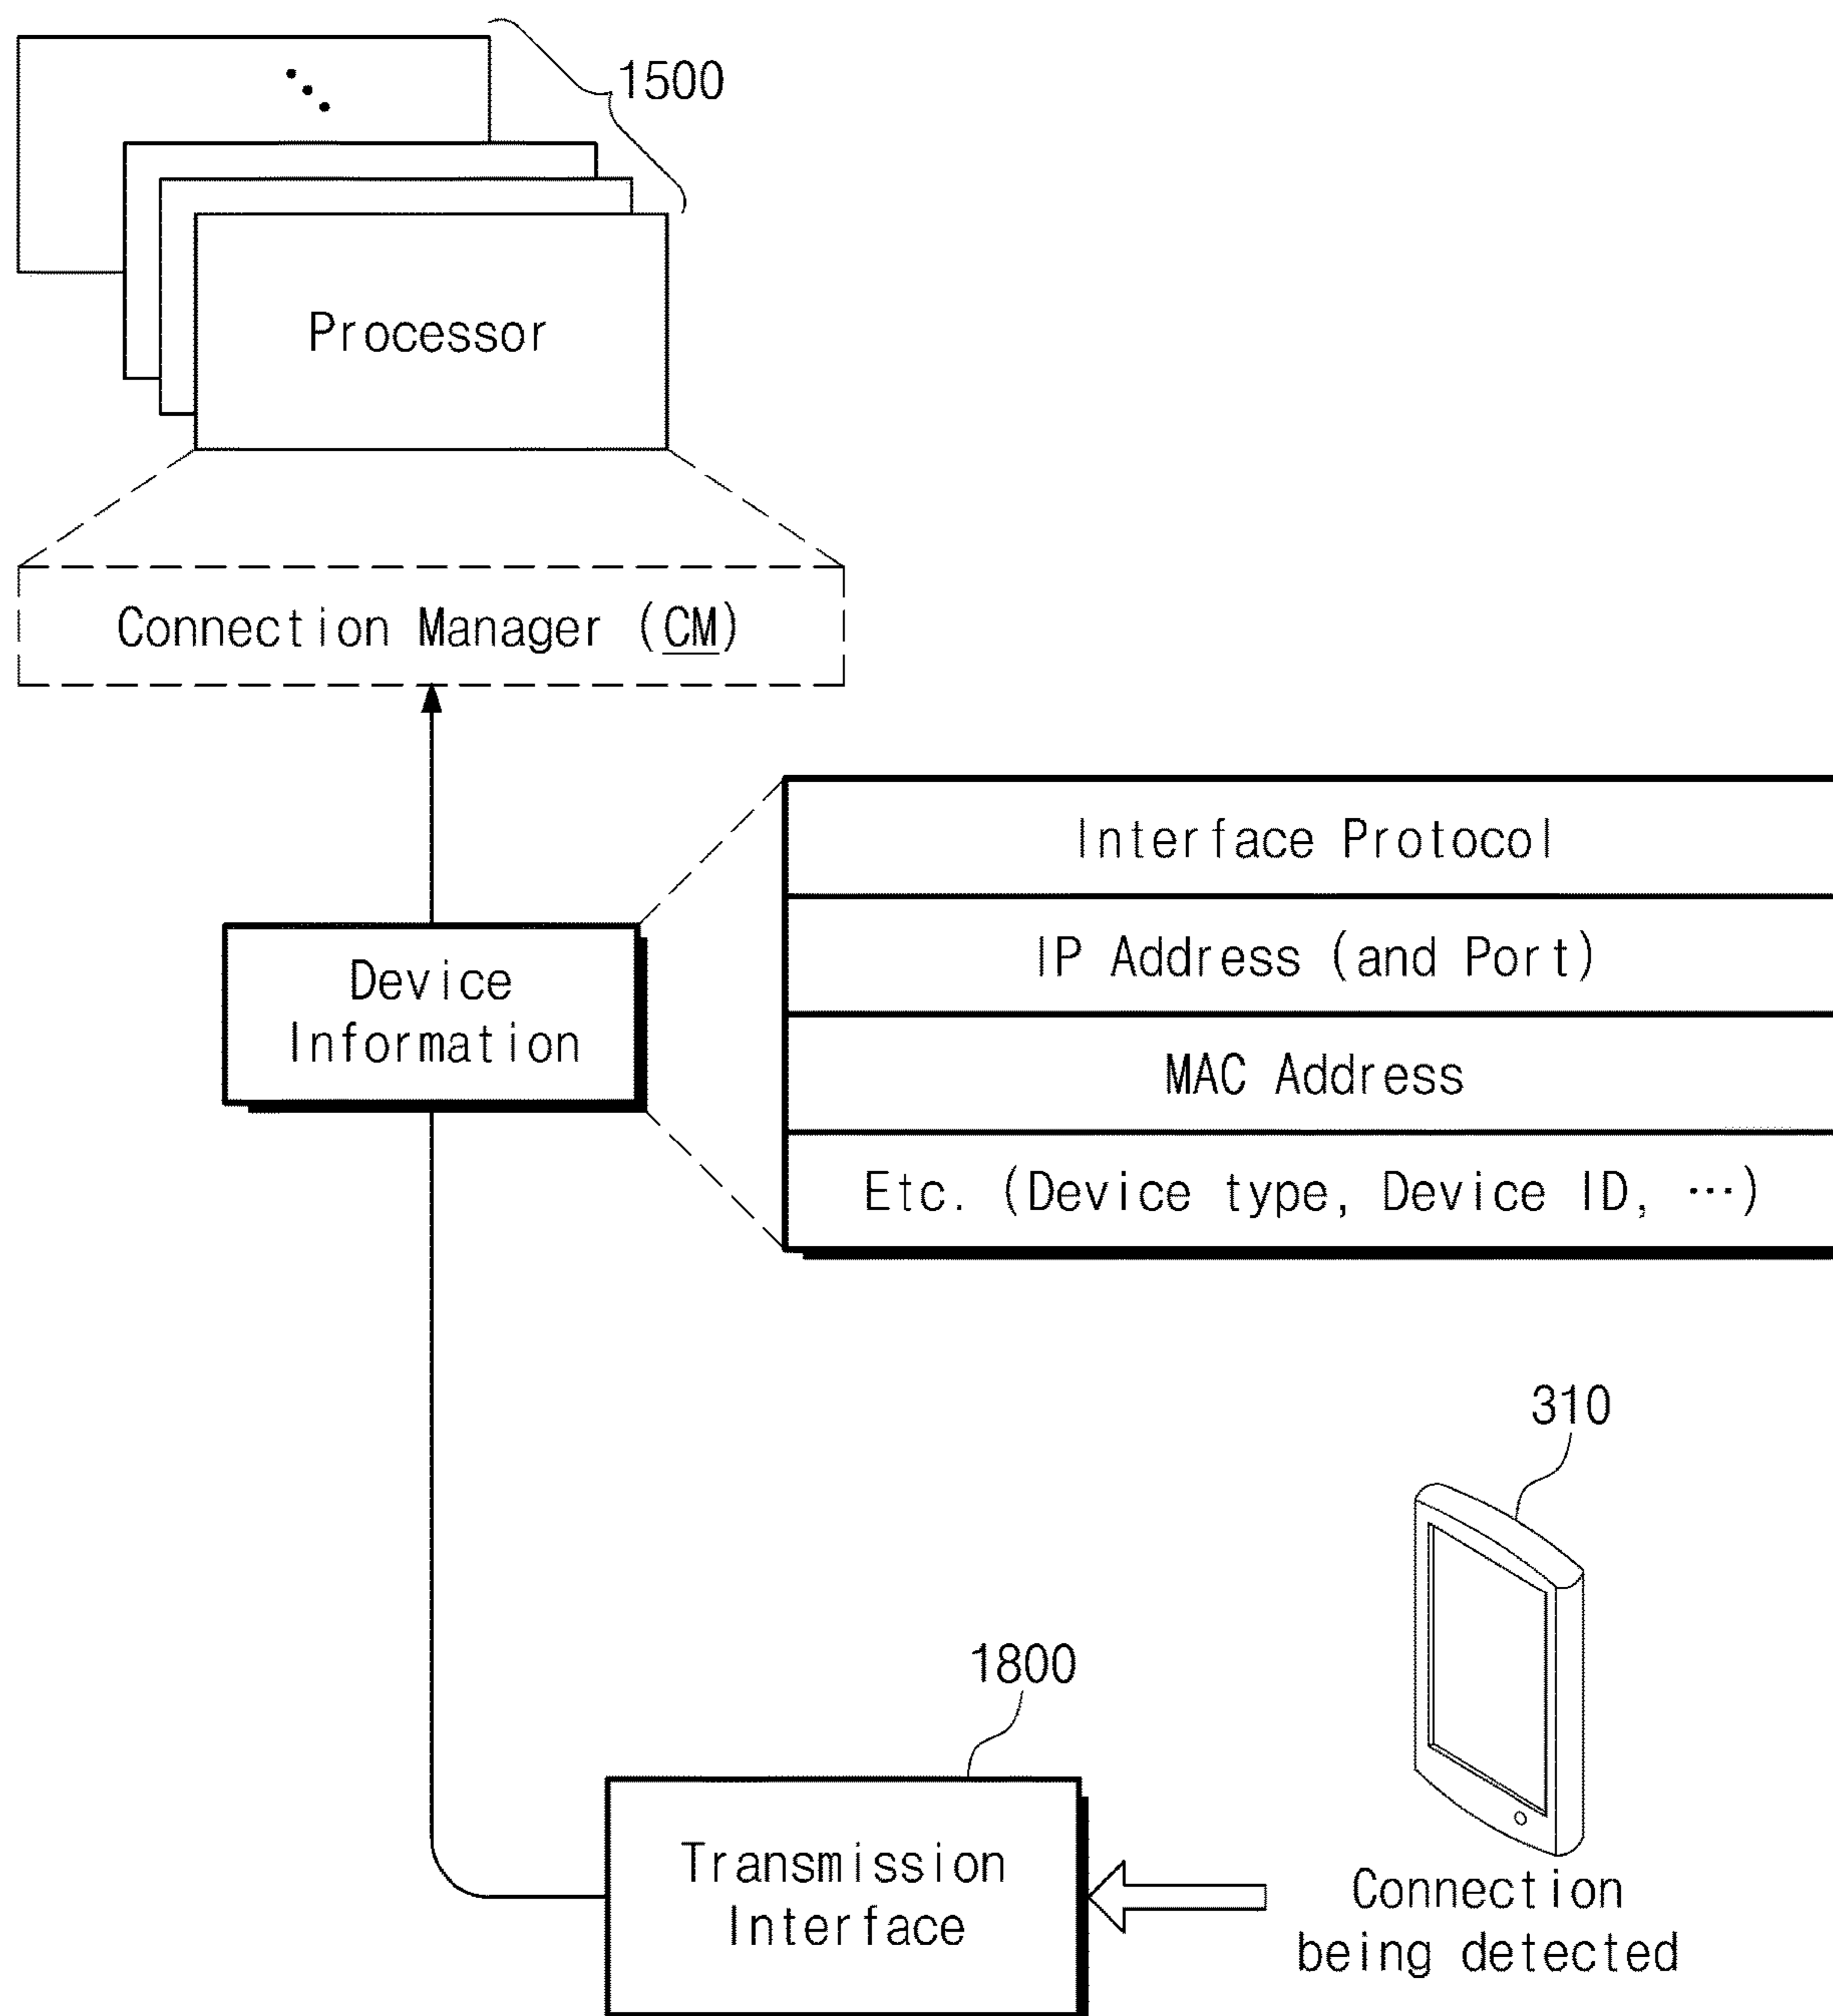 1500
Processor
Connection Manager (CM)
Interface Protocol
IP Address (and Port)
Device
Information
MAC Address
Etc. (Device type, Device ID, ⋯)
310
1800
Transmission
Interface
Connection
being detected